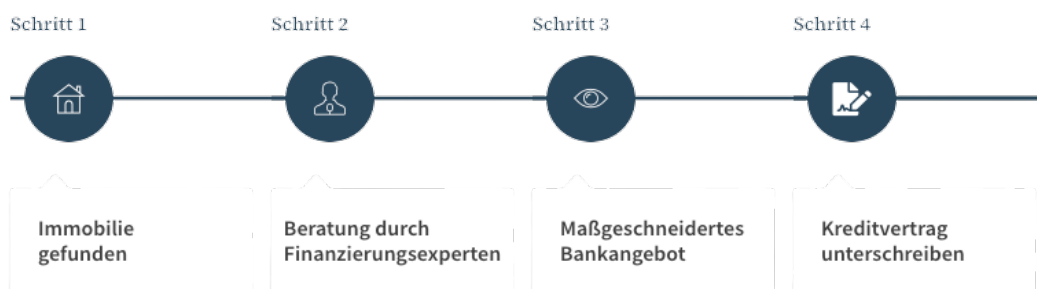 Schritt 1
Schritt 2
Schritt 3
Schritt 4
Immobilie
gefunden
Beratung durch
Finanzierungsexperten
Maßgeschneidertes
Bankangebot
Kreditvertrag
unterschreiben